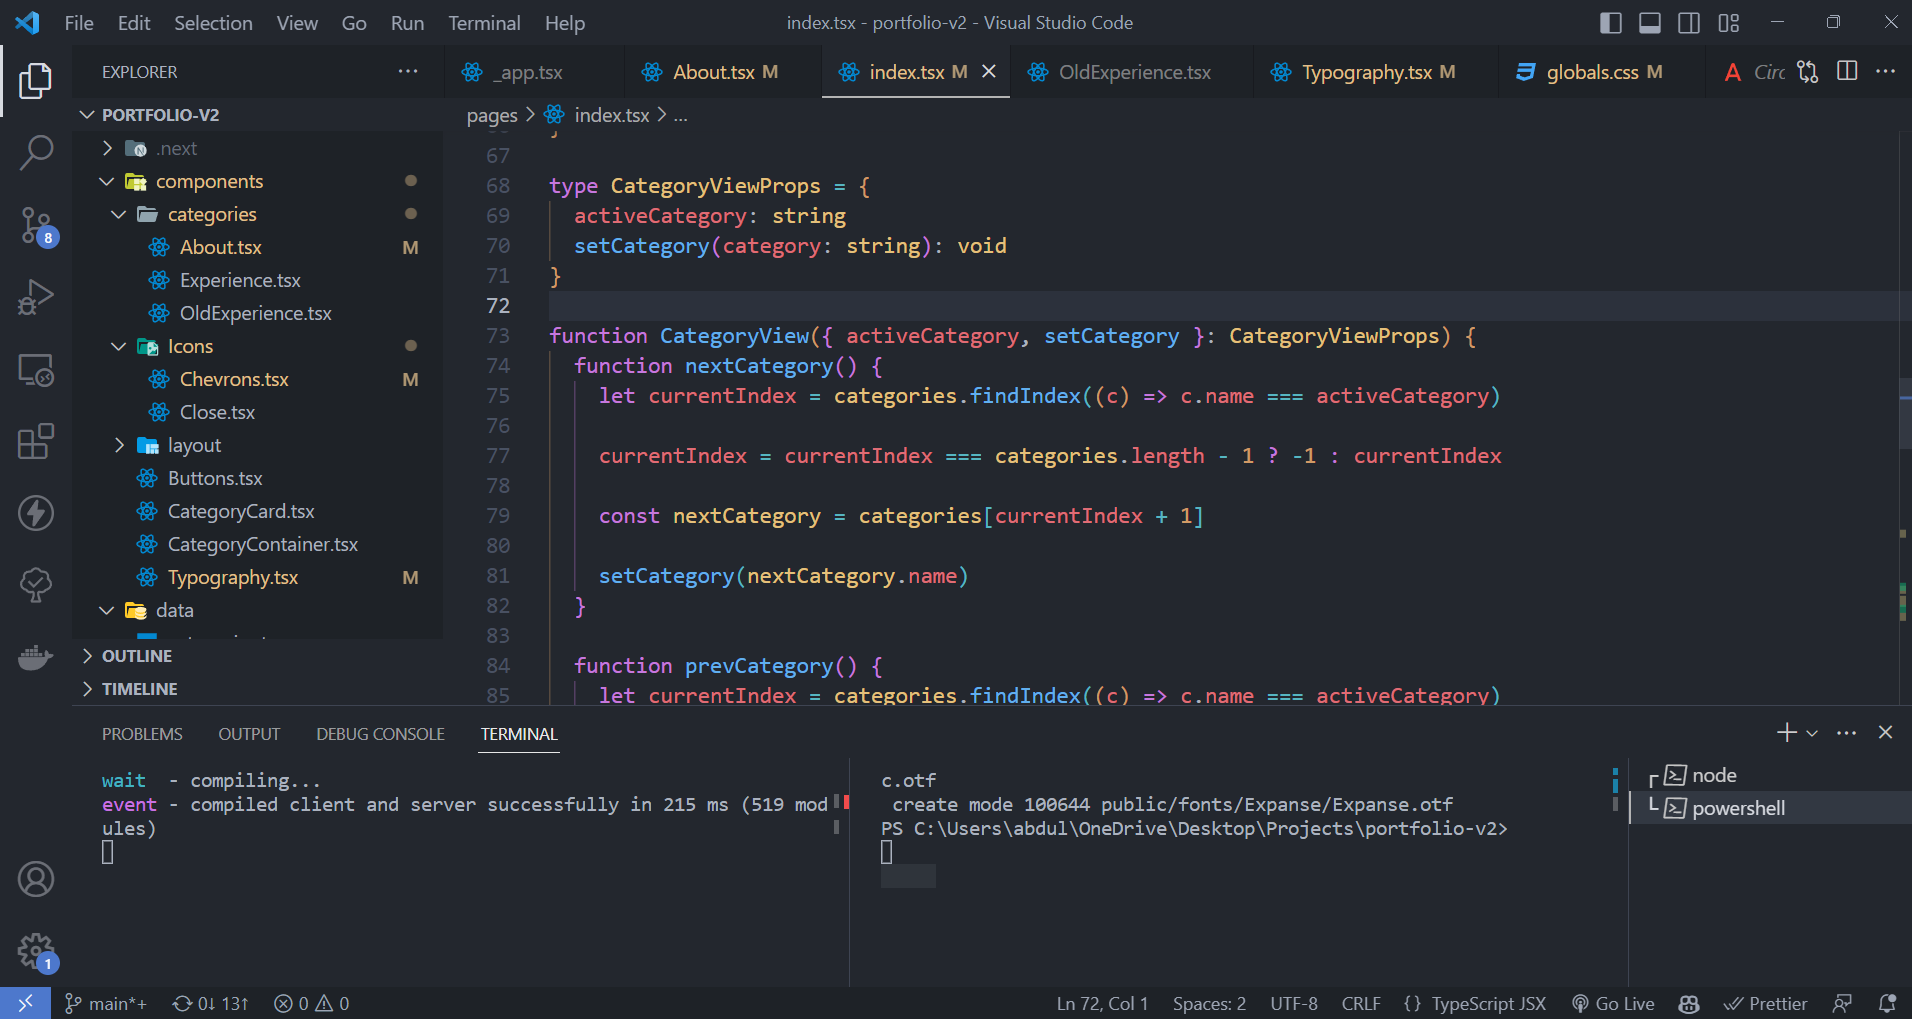 File Edit Selection View Go Run Terminal Help
index.tsx - portfolio-v2 - Visual Studio Code
EXPLORER
_app.tsx
About.tsx M
index.tsx M
OldExperience.tsx
Typography.tsx M
globals.css M
Circ
PORTFOLIO-V2
.next
components
categories
About.tsx M
Experience.tsx
OldExperience.tsx
Icons
Chevrons.tsx M
Close.tsx
layout
Buttons.tsx
CategoryCard.tsx
CategoryContainer.tsx
Typography.tsx M
data
OUTLINE
TIMELINE
8
1
pages > index.tsx > ...
}
67
68 type CategoryViewProps = {
69 activeCategory: string
70 setCategory(category: string): void
71 }
72
73 function CategoryView({ activeCategory, setCategory }: CategoryViewProps) {
74 function nextCategory() {
75 let currentIndex = categories.findIndex((c) => c.name === activeCategory)
76
77 currentIndex = currentIndex === categories.length - 1 ? -1 : currentIndex
78
79 const nextCategory = categories[currentIndex + 1]
80
81 setCategory(nextCategory.name)
82 }
83
84 function prevCategory() {
85 let currentIndex = categories.findIndex((c) => c.name === activeCategory)
PROBLEMS OUTPUT DEBUG CONSOLE TERMINAL
wait - compiling...
event - compiled client and server successfully in 215 ms (519 mod
ules)
c.otf
create mode 100644 public/fonts/Expanse/Expanse.otf
PS C:\Users\abdul\OneDrive\Desktop\Projects\portfolio-v2>
node
powershell
main*+ 0↓ 13↑ 0 0
Ln 72, Col 1 Spaces: 2 UTF-8 CRLF {} TypeScript JSX Go Live Prettier